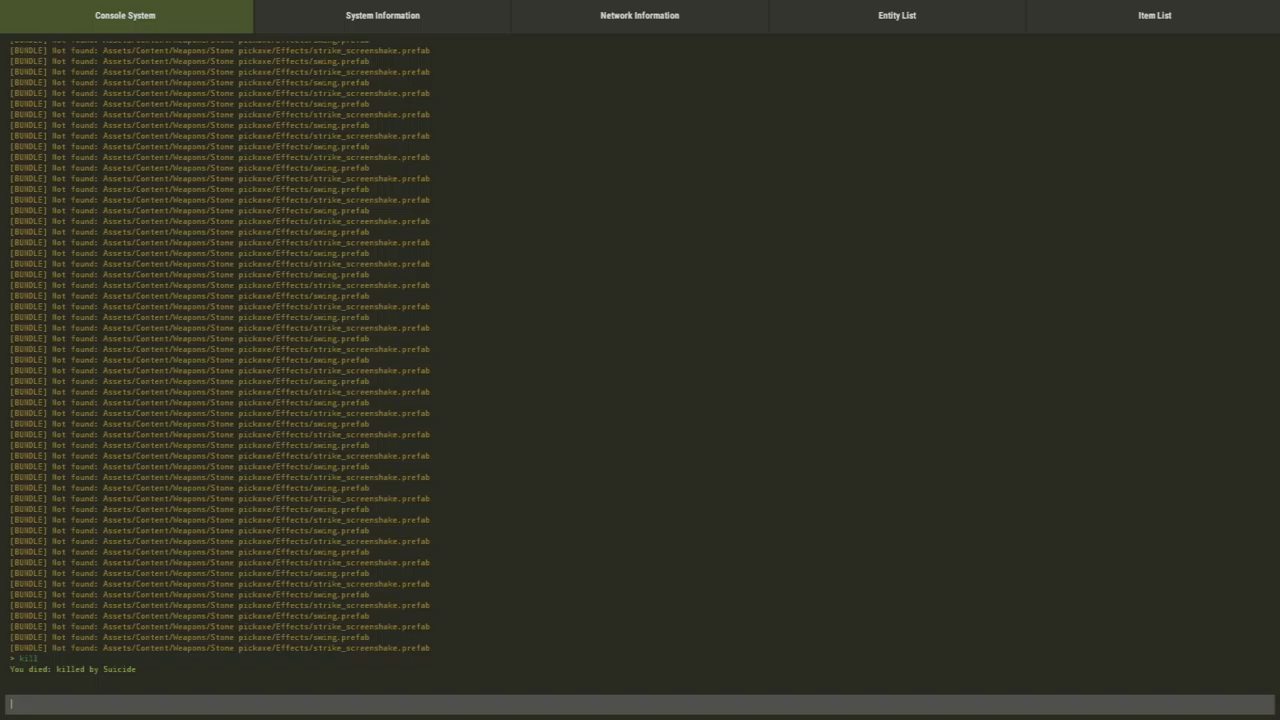 Console System
System Information
Network Information
Entity List
Item List
[BUNDLE] Not found: Assets/Content/Weapons/Stone pickaxe/Effects/swing.prefab
[BUNDLE] Not found: Assets/Content/Weapons/Stone pickaxe/Effects/strike_screenshake.prefab
[BUNDLE] Not found: Assets/Content/Weapons/Stone pickaxe/Effects/swing.prefab
[BUNDLE] Not found: Assets/Content/Weapons/Stone pickaxe/Effects/strike_screenshake.prefab
[BUNDLE] Not found: Assets/Content/Weapons/Stone pickaxe/Effects/swing.prefab
[BUNDLE] Not found: Assets/Content/Weapons/Stone pickaxe/Effects/strike_screenshake.prefab
[BUNDLE] Not found: Assets/Content/Weapons/Stone pickaxe/Effects/swing.prefab
[BUNDLE] Not found: Assets/Content/Weapons/Stone pickaxe/Effects/strike_screenshake.prefab
[BUNDLE] Not found: Assets/Content/Weapons/Stone pickaxe/Effects/swing.prefab
[BUNDLE] Not found: Assets/Content/Weapons/Stone pickaxe/Effects/strike_screenshake.prefab
[BUNDLE] Not found: Assets/Content/Weapons/Stone pickaxe/Effects/swing.prefab
[BUNDLE] Not found: Assets/Content/Weapons/Stone pickaxe/Effects/strike_screenshake.prefab
[BUNDLE] Not found: Assets/Content/Weapons/Stone pickaxe/Effects/swing.prefab
[BUNDLE] Not found: Assets/Content/Weapons/Stone pickaxe/Effects/strike_screenshake.prefab
[BUNDLE] Not found: Assets/Content/Weapons/Stone pickaxe/Effects/swing.prefab
[BUNDLE] Not found: Assets/Content/Weapons/Stone pickaxe/Effects/strike_screenshake.prefab
[BUNDLE] Not found: Assets/Content/Weapons/Stone pickaxe/Effects/swing.prefab
[BUNDLE] Not found: Assets/Content/Weapons/Stone pickaxe/Effects/strike_screenshake.prefab
[BUNDLE] Not found: Assets/Content/Weapons/Stone pickaxe/Effects/swing.prefab
[BUNDLE] Not found: Assets/Content/Weapons/Stone pickaxe/Effects/strike_screenshake.prefab
[BUNDLE] Not found: Assets/Content/Weapons/Stone pickaxe/Effects/swing.prefab
[BUNDLE] Not found: Assets/Content/Weapons/Stone pickaxe/Effects/strike_screenshake.prefab
[BUNDLE] Not found: Assets/Content/Weapons/Stone pickaxe/Effects/swing.prefab
[BUNDLE] Not found: Assets/Content/Weapons/Stone pickaxe/Effects/strike_screenshake.prefab
[BUNDLE] Not found: Assets/Content/Weapons/Stone pickaxe/Effects/swing.prefab
[BUNDLE] Not found: Assets/Content/Weapons/Stone pickaxe/Effects/strike_screenshake.prefab
[BUNDLE] Not found: Assets/Content/Weapons/Stone pickaxe/Effects/swing.prefab
[BUNDLE] Not found: Assets/Content/Weapons/Stone pickaxe/Effects/strike_screenshake.prefab
[BUNDLE] Not found: Assets/Content/Weapons/Stone pickaxe/Effects/swing.prefab
[BUNDLE] Not found: Assets/Content/Weapons/Stone pickaxe/Effects/strike_screenshake.prefab
[BUNDLE] Not found: Assets/Content/Weapons/Stone pickaxe/Effects/swing.prefab
[BUNDLE] Not found: Assets/Content/Weapons/Stone pickaxe/Effects/strike_screenshake.prefab
[BUNDLE] Not found: Assets/Content/Weapons/Stone pickaxe/Effects/swing.prefab
[BUNDLE] Not found: Assets/Content/Weapons/Stone pickaxe/Effects/strike_screenshake.prefab
[BUNDLE] Not found: Assets/Content/Weapons/Stone pickaxe/Effects/swing.prefab
[BUNDLE] Not found: Assets/Content/Weapons/Stone pickaxe/Effects/strike_screenshake.prefab
[BUNDLE] Not found: Assets/Content/Weapons/Stone pickaxe/Effects/swing.prefab
[BUNDLE] Not found: Assets/Content/Weapons/Stone pickaxe/Effects/strike_screenshake.prefab
[BUNDLE] Not found: Assets/Content/Weapons/Stone pickaxe/Effects/swing.prefab
[BUNDLE] Not found: Assets/Content/Weapons/Stone pickaxe/Effects/strike_screenshake.prefab
[BUNDLE] Not found: Assets/Content/Weapons/Stone pickaxe/Effects/swing.prefab
[BUNDLE] Not found: Assets/Content/Weapons/Stone pickaxe/Effects/strike_screenshake.prefab
[BUNDLE] Not found: Assets/Content/Weapons/Stone pickaxe/Effects/strike_screenshake.prefab
[BUNDLE] Not found: Assets/Content/Weapons/Stone pickaxe/Effects/swing.prefab
[BUNDLE] Not found: Assets/Content/Weapons/Stone pickaxe/Effects/strike_screenshake.prefab
[BUNDLE] Not found: Assets/Content/Weapons/Stone pickaxe/Effects/swing.prefab
[BUNDLE] Not found: Assets/Content/Weapons/Stone pickaxe/Effects/strike_screenshake.prefab
[BUNDLE] Not found: Assets/Content/Weapons/Stone pickaxe/Effects/swing.prefab
[BUNDLE] Not found: Assets/Content/Weapons/Stone pickaxe/Effects/strike_screenshake.prefab
[BUNDLE] Not found: Assets/Content/Weapons/Stone pickaxe/Effects/swing.prefab
[BUNDLE] Not found: Assets/Content/Weapons/Stone pickaxe/Effects/strike_screenshake.prefab
[BUNDLE] Not found: Assets/Content/Weapons/Stone pickaxe/Effects/strike_screenshake.prefab
[BUNDLE] Not found: Assets/Content/Weapons/Stone pickaxe/Effects/swing.prefab
[BUNDLE] Not found: Assets/Content/Weapons/Stone pickaxe/Effects/strike_screenshake.prefab
[BUNDLE] Not found: Assets/Content/Weapons/Stone pickaxe/Effects/swing.prefab
[BUNDLE] Not found: Assets/Content/Weapons/Stone pickaxe/Effects/strike_screenshake.prefab
[BUNDLE] Not found: Assets/Content/Weapons/Stone pickaxe/Effects/swing.prefab
[BUNDLE] Not found: Assets/Content/Weapons/Stone pickaxe/Effects/strike_screenshake.prefab
> kill
You died: killed by Suicide